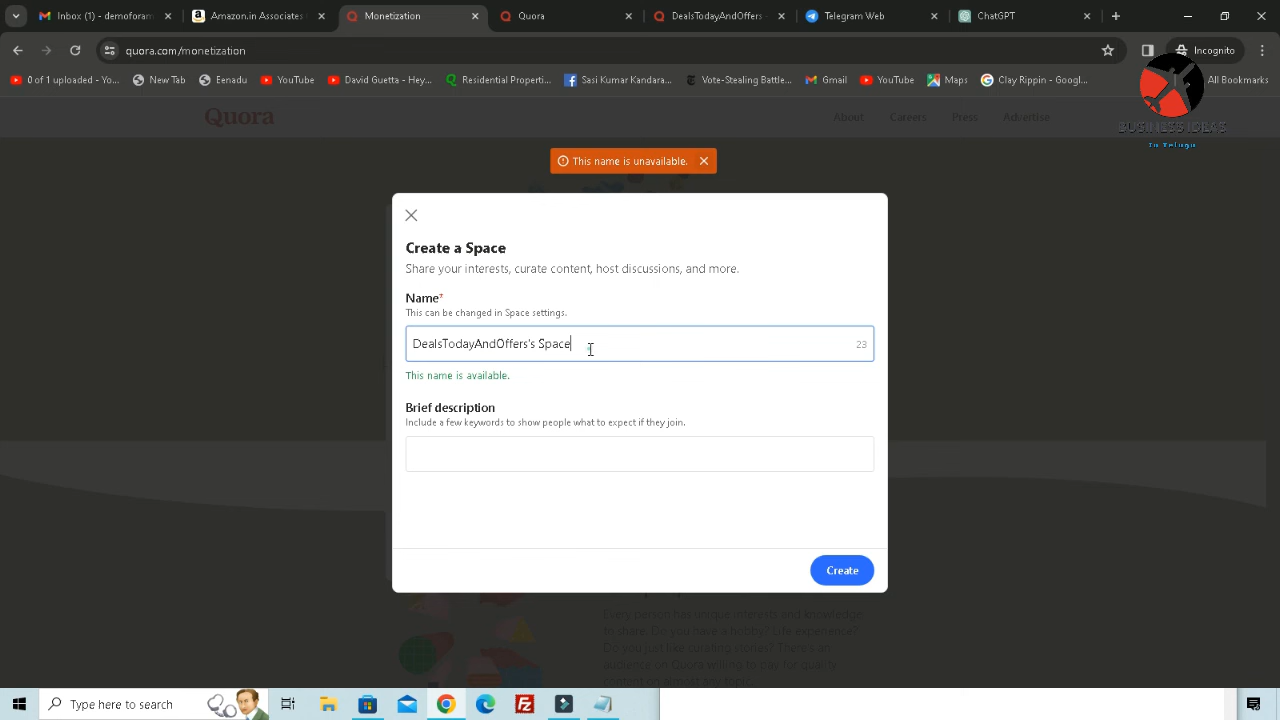 Inbox (1) - demoforam
Amazon.in Associates
Monetization
Quora
DealsTodayAndOffers -
Telegram Web
ChatGPT
quora.com/monetization
Incognito
0 of 1 uploaded - Yo...
New Tab
Eenadu
YouTube
David Guetta - Hey...
Residential Properti...
Sasi Kumar Kandara...
Vote-Stealing Battle...
Gmail
YouTube
Maps
Clay Rippin - Googl...
All Bookmarks
Quora
About
Careers
Press
Advertise
BUSINESS IDEAS
In Telugu
This name is unavailable.
Create a Space
Share your interests, curate content, host discussions, and more.
Name*
This can be changed in Space settings.
DealsTodayAndOffers's Space
23
This name is available.
Brief description
Include a few keywords to show people what to expect if they join.
Create
Every person has unique interests and knowledge
to share. Do you have a hobby? Life experience?
Do you just like curating stories? There's an
audience on Quora willing to pay for quality
content on almost any topic.
Type here to search